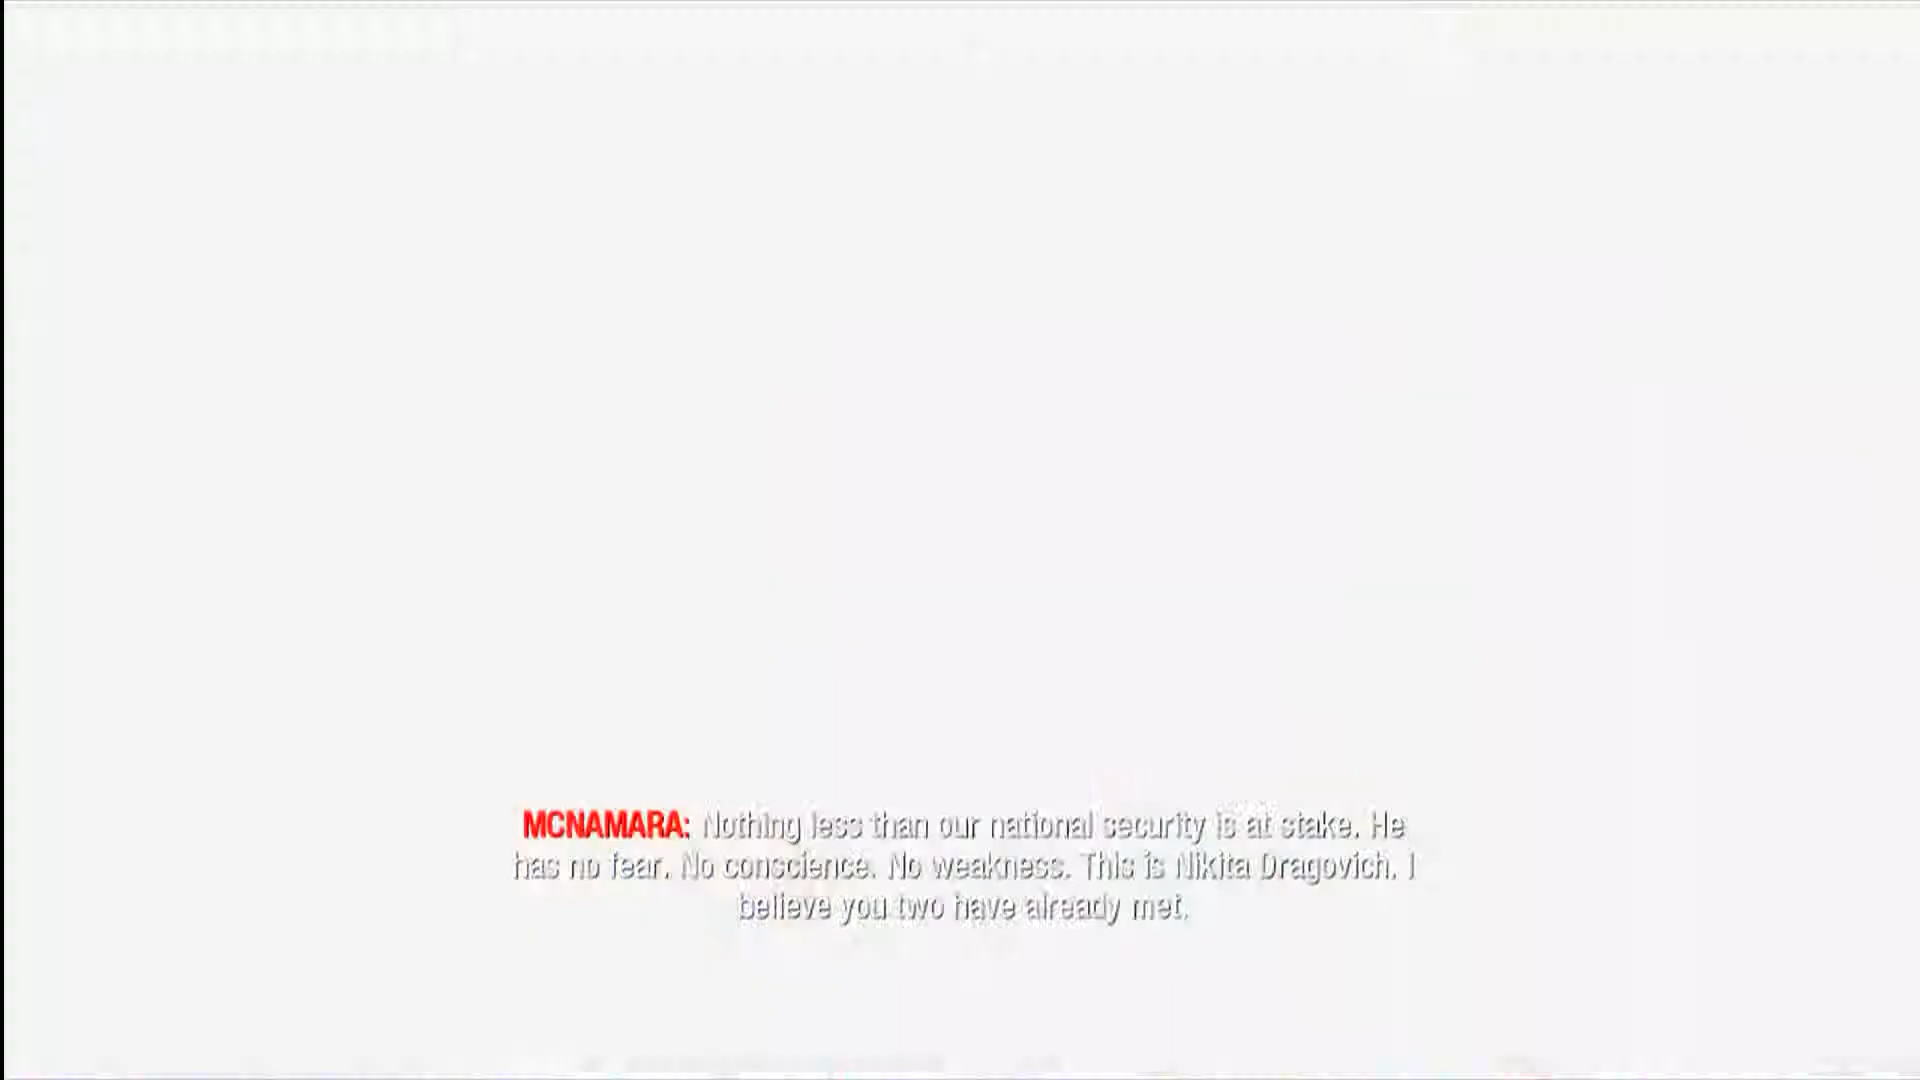 MCNAMARA: Nothing less than our national security is at stake. He
has no fear. No conscience. No weakness. This is Nikita Dragovich. I
believe you two have already met.